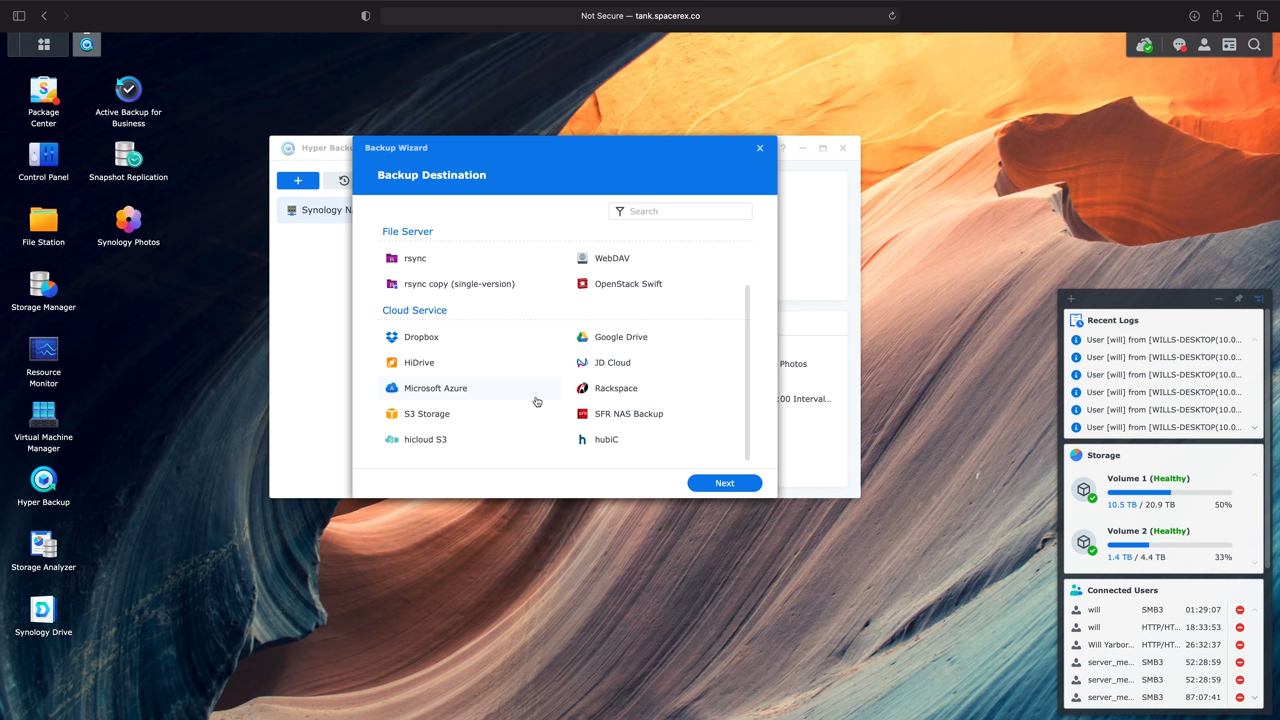 Not Secure — tank.spacerex.co
Package
Center
Active Backup for
Business
Control Panel
Snapshot Replication
File Station
Synology Photos
Storage Manager
Resource
Monitor
Virtual Machine
Manager
Hyper Backup
Storage Analyzer
Synology Drive
Hyper Backu
+
Synology N
Backup Wizard
Backup Destination
Search
File Server
rsync
WebDAV
rsync copy (single-version)
OpenStack Swift
Cloud Service
Dropbox
Google Drive
HiDrive
JD Cloud
Microsoft Azure
Rackspace
S3 Storage
SFR NAS Backup
hicloud S3
hubiC
Next
Photos
:00 Interval...
Recent Logs
User [will] from [WILLS-DESKTOP(10.0...
User [will] from [WILLS-DESKTOP(10.0...
User [will] from [WILLS-DESKTOP(10.0...
User [will] from [WILLS-DESKTOP(10.0...
User [will] from [WILLS-DESKTOP(10.0...
User [will] from [WILLS-DESKTOP(10.0...
Storage
Volume 1 (Healthy)
10.5 TB / 20.9 TB 50%
Volume 2 (Healthy)
1.4 TB / 4.4 TB 33%
Connected Users
will SMB3 01:29:07
will HTTP/HT... 18:33:53
Will Yarbor... HTTP/HT... 26:32:37
server_me... SMB3 52:28:59
server_me... SMB3 52:28:59
server_me... SMB3 87:07:41